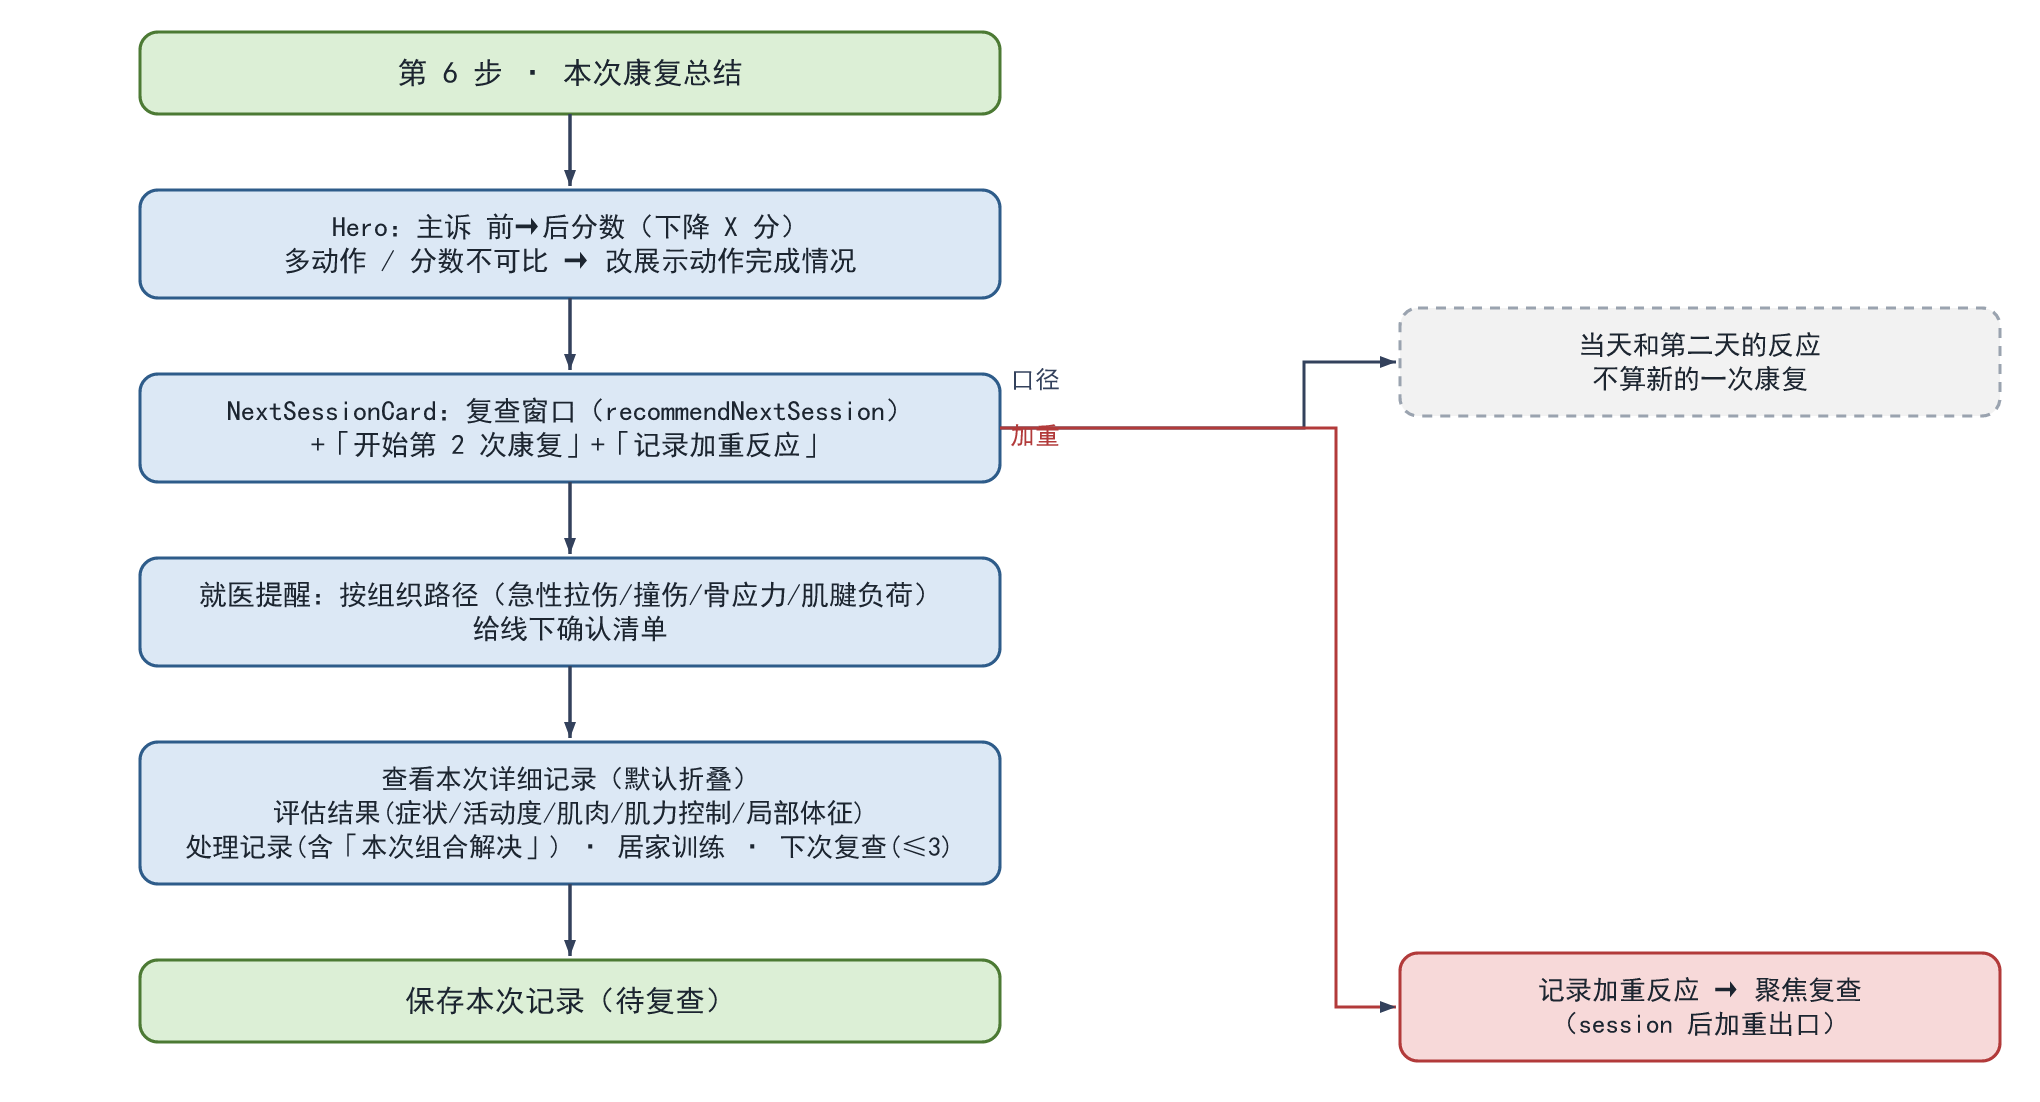 第 6 步 · 本次康复总结
Hero：主诉 前→后分数（下降 X 分）
多动作 / 分数不可比 → 改展示动作完成情况
NextSessionCard：复查窗口（recommendNextSession）
+「开始第 2 次康复」+「记录加重反应」
口径
加重
当天和第二天的反应
不算新的一次康复
就医提醒：按组织路径（急性拉伤/撞伤/骨应力/肌腱负荷）
给线下确认清单
查看本次详细记录（默认折叠）
评估结果(症状/活动度/肌肉/肌力控制/局部体征)
处理记录(含「本次组合解决」) · 居家训练 · 下次复查(≤3)
保存本次记录（待复查）
记录加重反应 → 聚焦复查
（session 后加重出口）